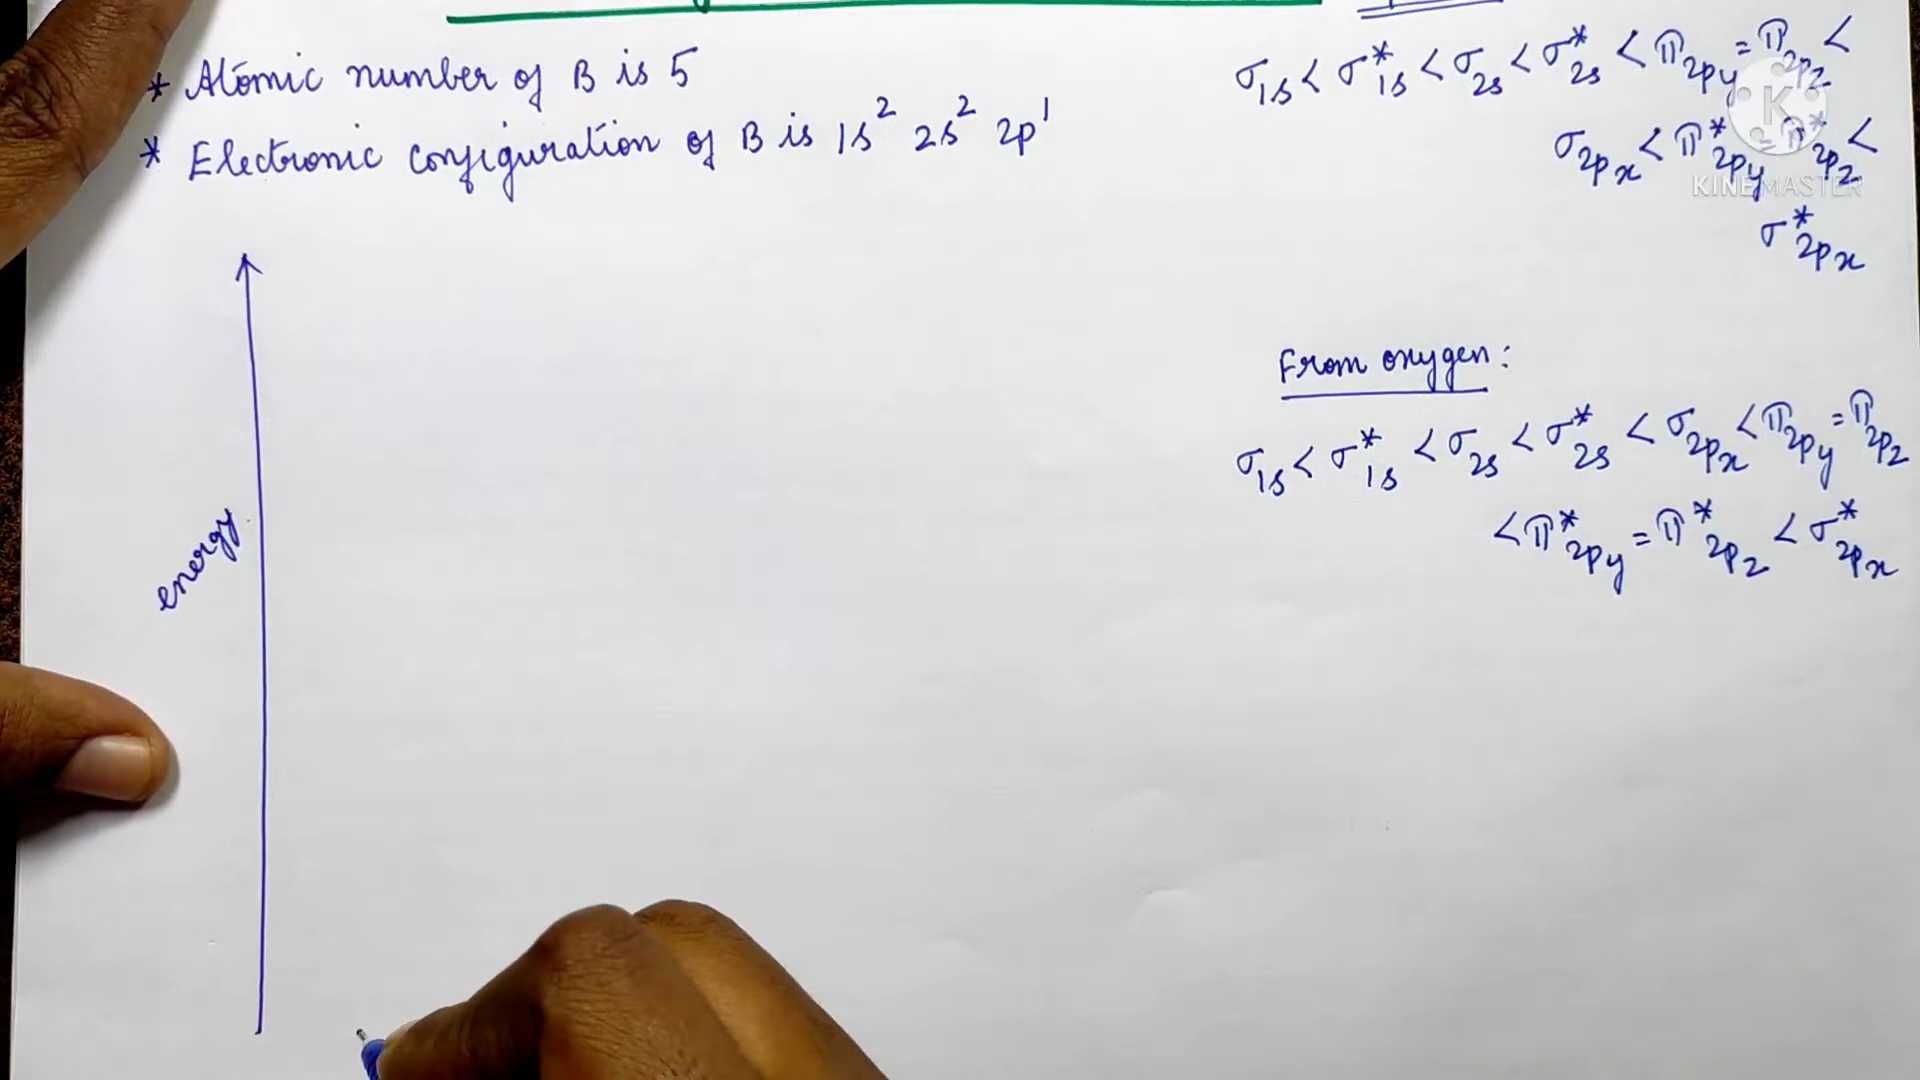 * Atomic number of B is 5
* Electronic configuration of B is 1s² 2s² 2p¹
σ1s < σ*1s < σ2s < σ*2s < π2py = π2pz <
σ2px < π*2py = π*2pz <
σ*2px
KINEMASTER
From oxygen:
σ1s < σ*1s < σ2s < σ*2s < σ2px < π2py = π2pz
< π*2py = π*2pz < σ*2px
energy